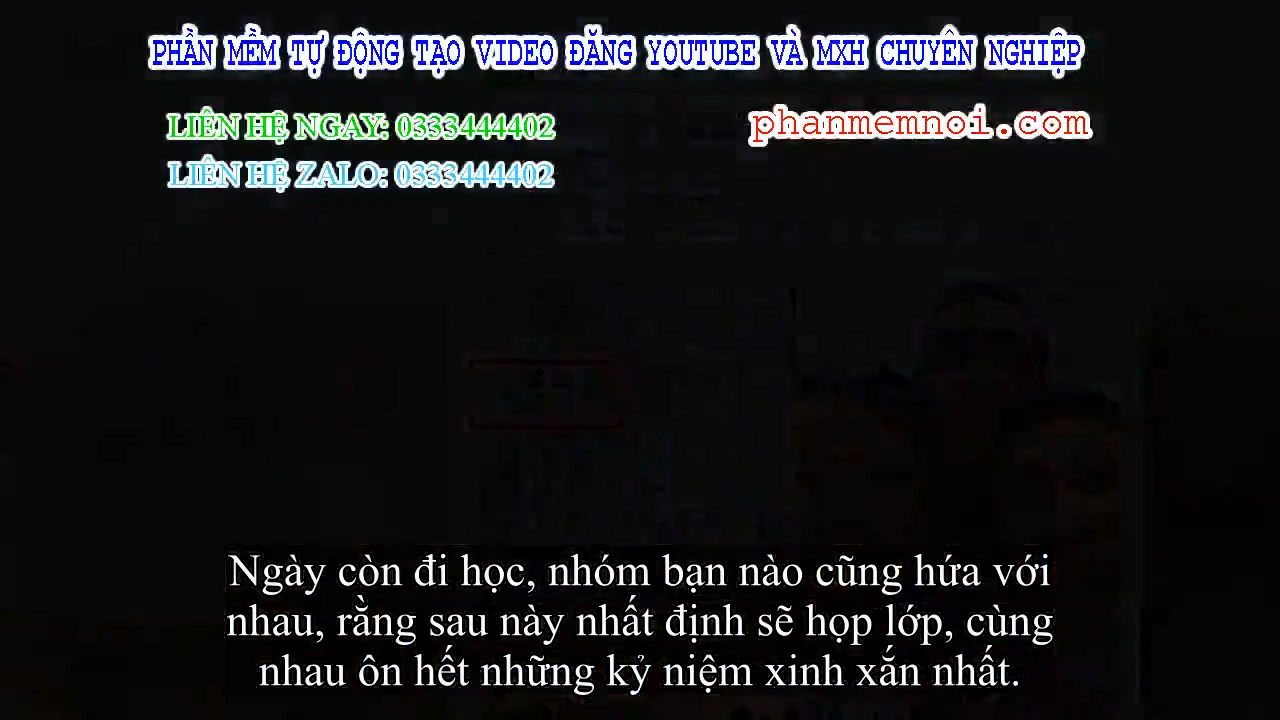 PHẦN MỀM TỰ ĐỘNG TẠO VIDEO ĐĂNG YOUTUBE VÀ MXH CHUYÊN NGHIỆP
LIÊN HỆ NGAY: 0333444402
phanmemnoi.com
LIÊN HỆ ZALO: 0333444402
Ngày còn đi học, nhóm bạn nào cũng hứa với
nhau, rằng sau này nhất định sẽ họp lớp, cùng
nhau ôn hết những kỷ niệm xinh xắn nhất.